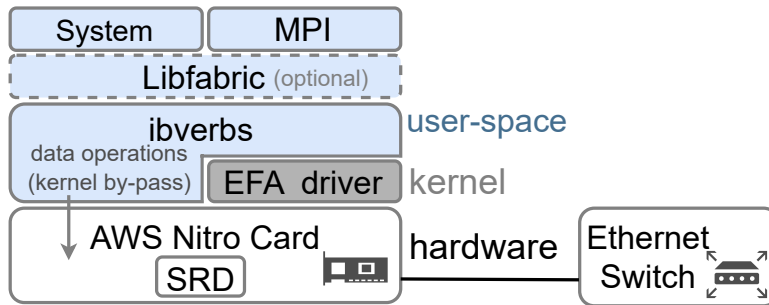 System MPI
Libfabric (optional)
ibverbs
user-space
data operations
(kernel by-pass)
EFA driver
kernel
AWS Nitro Card
SRD
hardware
Ethernet
Switch